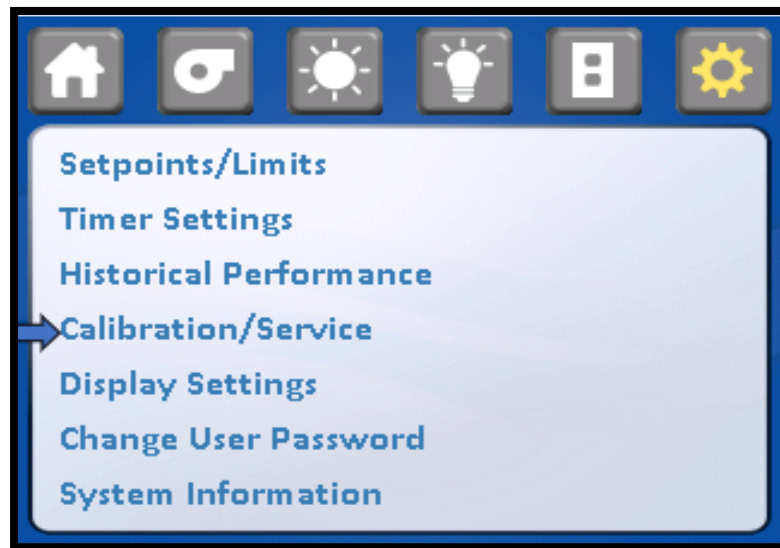 Setpoints/Limits
Timer Settings
Historical Performance
Calibration/Service
Display Settings
Change User Password
System Information